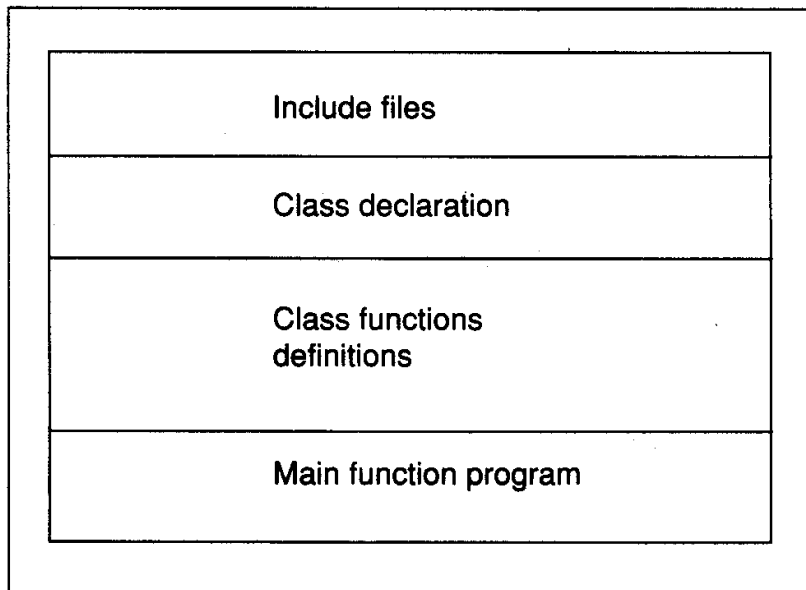 Include files
Class declaration
Class functions
definitions
Main function program